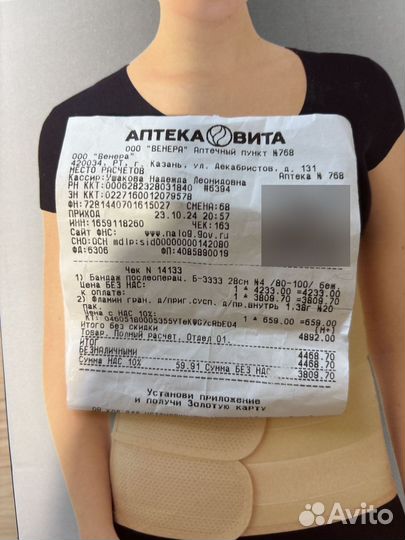 АПТЕКА ВИТА
ООО "ВЕНЕРА" Аптечный пункт №768
ООО "Венера"
420034, РТ, г. Казань, ул. Декабристов, д. 131
МЕСТО РАСЧЕТОВ Аптека № 768
Кассир:Ушакова Надежда Леонидовна
РН ККТ:0006282328031840 #6394
ЗН ККТ:0227160012079578
ФН:7281440701615027 СМЕНА:68
ПРИХОД 23.10.24 20:57
ИНН:1659118260 ЧЕК:163
Сайт ФНС: www.nalog.gov.ru
СНО:ОСН mdlp:sid00000000142080
ФД:6306 ФП:4085890019
Чек N 14133
1) Бандаж послеоперац. Б-3333 28см №4 /80-100/ беж
Цена БЕЗ НДС: 1 * 4233.00 =4233.00
к оплате: 1 * 3809.70 =3809.70
2) Фламин гран. д/приг.сусп. д/пр.внутрь 1.38г №20
пак.
Цена с НДС 10%: 1 * 659.00 =659.00
[М+]
Итого без скидки 4892.00
Товар, Полный расчет, Отдел 01.
ИТОГ 4468.70
БЕЗНАЛИЧНЫМИ 4468.70
Сумма НДС 10% 59.91 Сумма БЕЗ НДС 3809.70
Установи приложение
и получи Золотую карту
Avito